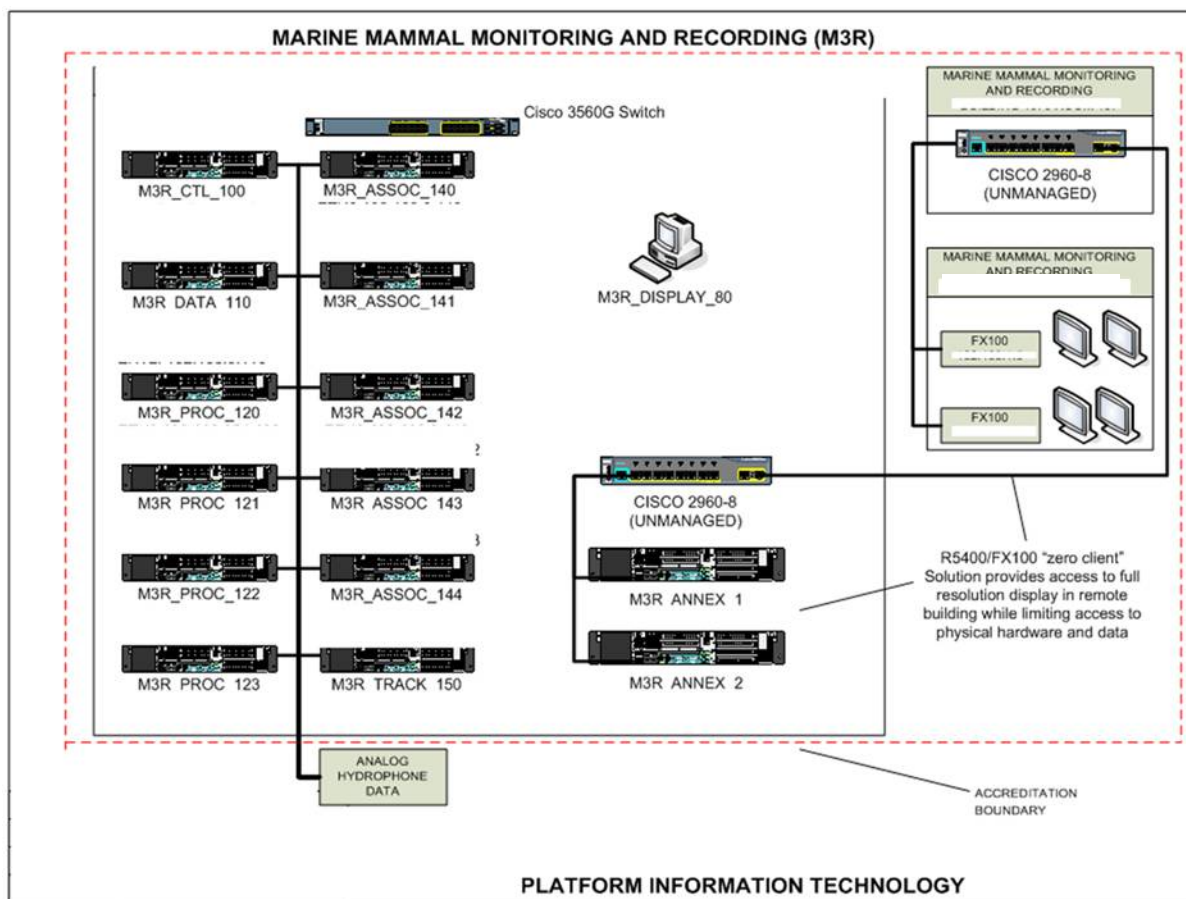 MARINE MAMMAL MONITORING AND RECORDING (M3R)
Cisco 3560G Switch
M3R_CTL_100
M3R_ASSOC_140
M3R DATA 110
M3R_ASSOC_141
M3R_PROC_120
M3R_ASSOC_142
M3R PROC 121
M3R ASSOC 143
M3R_PROC_122
M3R_ASSOC_144
M3R PROC 123
M3R TRACK 150
ANALOG
HYDROPHONE
DATA
M3R_DISPLAY_80
CISCO 2960-8
(UNMANAGED)
M3R ANNEX 1
M3R ANNEX 2
MARINE MAMMAL MONITORING
AND RECORDING
CISCO 2960-8
(UNMANAGED)
MARINE MAMMAL MONITORING
AND RECORDING
FX100
FX100
R5400/FX100 “zero client”
Solution provides access to full
resolution display in remote
building while limiting access to
physical hardware and data
ACCREDITATION
BOUNDARY
PLATFORM INFORMATION TECHNOLOGY